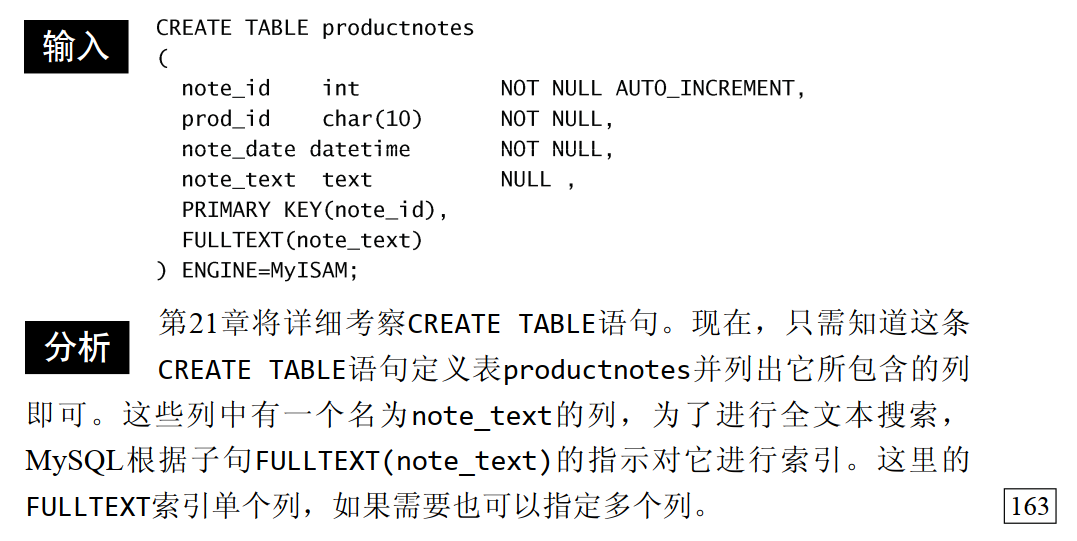 输入
CREATE TABLE productnotes
(
  note_id    int           NOT NULL AUTO_INCREMENT,
  prod_id    char(10)      NOT NULL,
  note_date datetime       NOT NULL,
  note_text  text          NULL ,
  PRIMARY KEY(note_id),
  FULLTEXT(note_text)
) ENGINE=MyISAM;
分析
第21章将详细考察CREATE TABLE语句。现在，只需知道这条
CREATE TABLE语句定义表productnotes并列出它所包含的列
即可。这些列中有一个名为note_text的列，为了进行全文本搜索，
MySQL根据子句FULLTEXT(note_text)的指示对它进行索引。这里的
FULLTEXT索引单个列，如果需要也可以指定多个列。
163